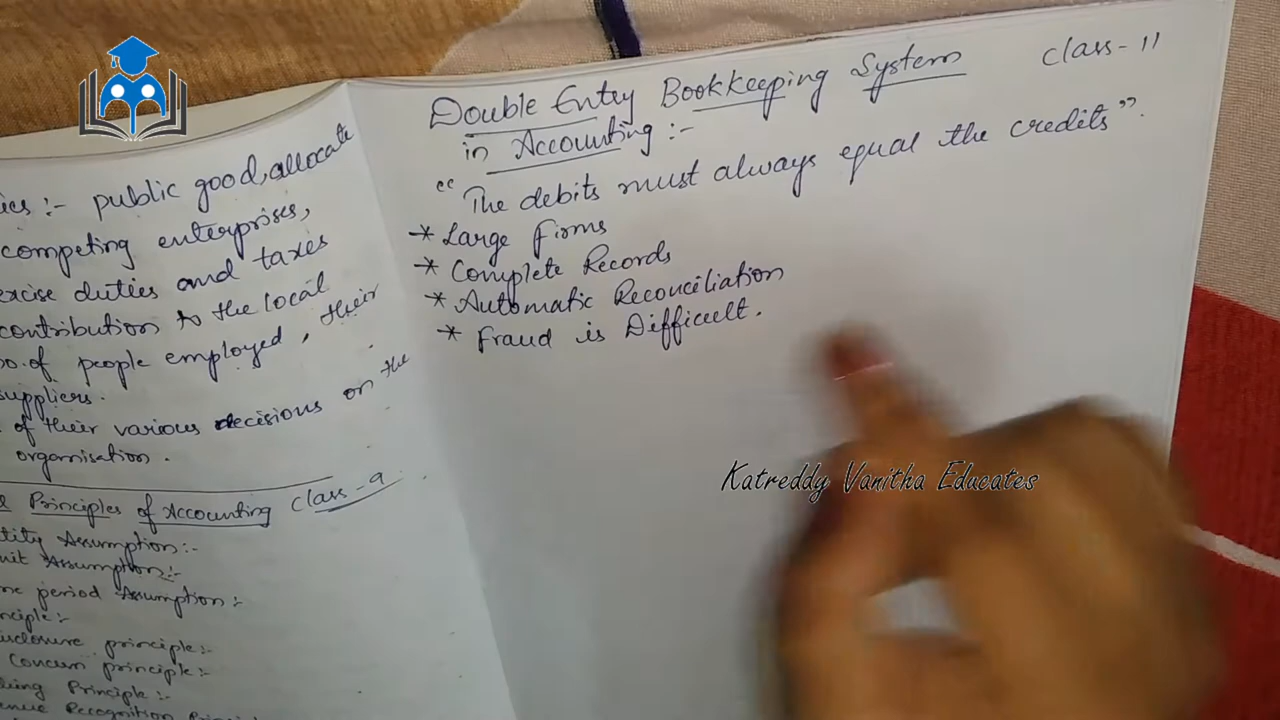 public good, allocate
competing enterprises,
duties and taxes
contribution to the local
of people employed, their
suppliers.
of their various decisions on the
organisation.
Principles of Accounting Class-9
Assumption:-
Assumption:-
period Assumption:-
principle:-
Concern principle:-
Principle:-
Recognition
Double Entry Bookkeeping System Class-11
in Accounting:-
"The debits must always equal the credits".
* Large Firms
* Complete Records
* Automatic Reconciliation
* Fraud is Difficult.
Katreddy Vanitha Educates